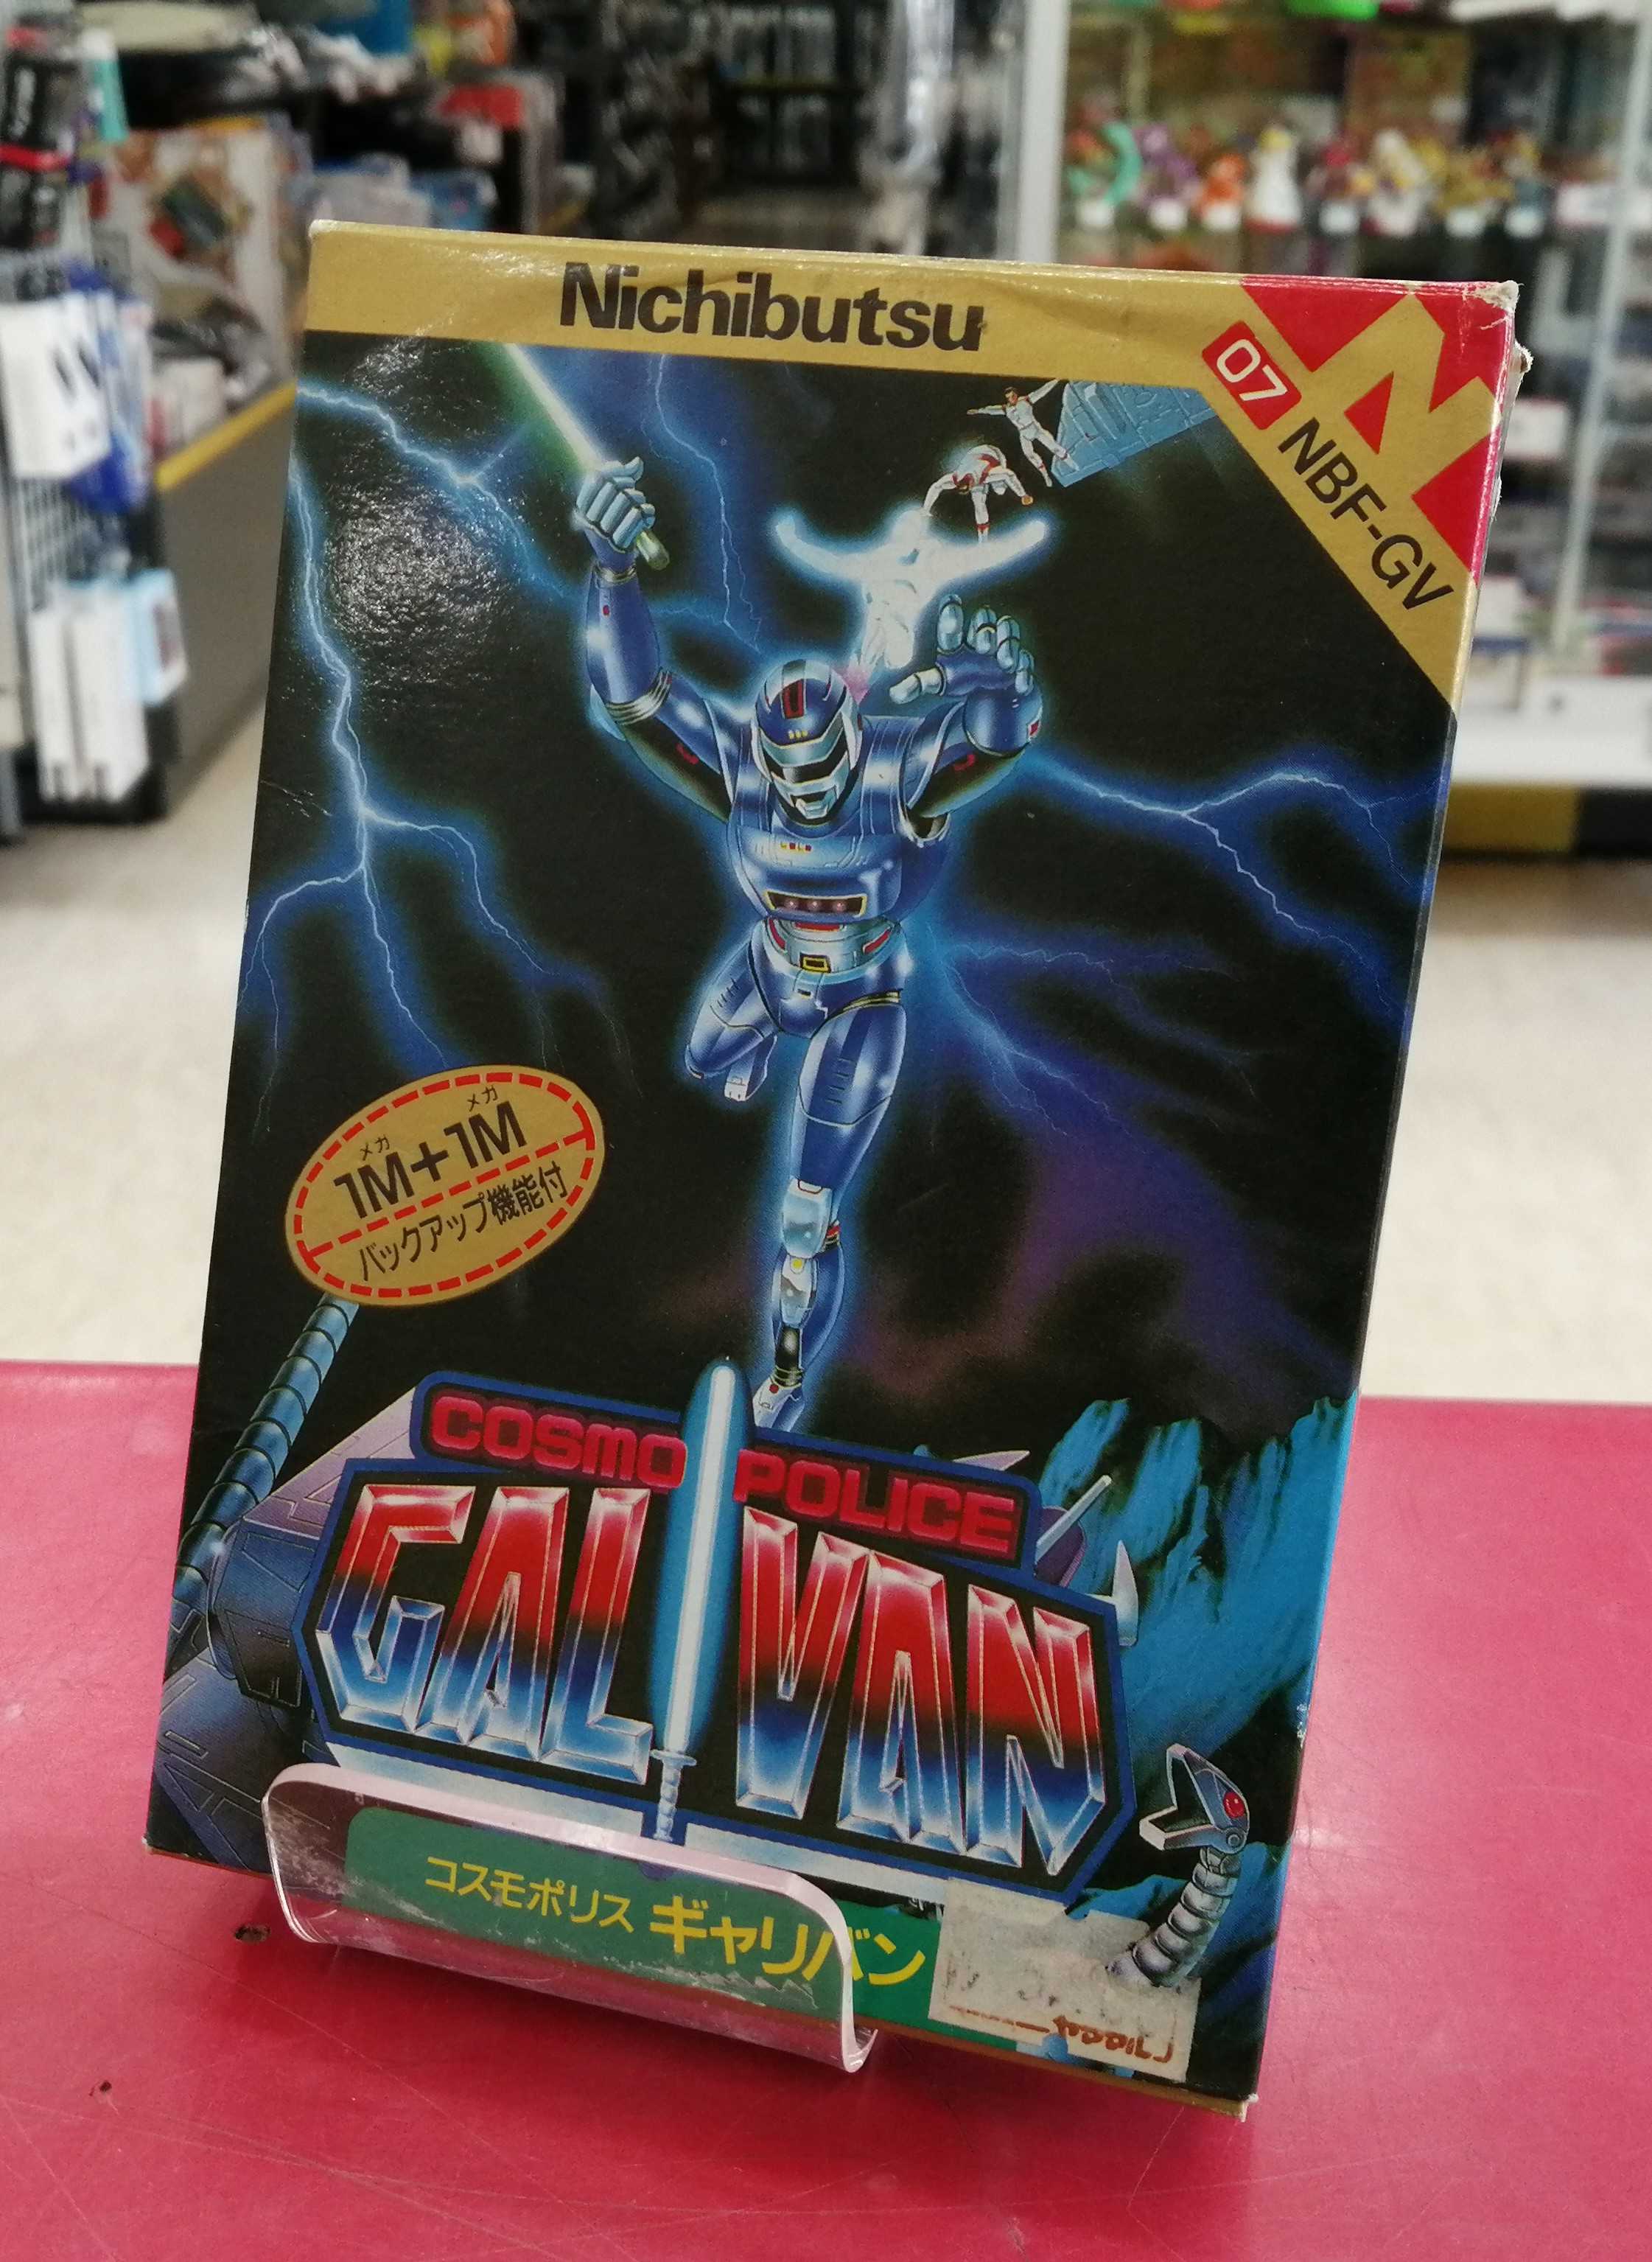 Nichibutsu
N
07
NBF-GV
メガ メガ
1M+1M
バックアップ機能付
COSMO POLICE
GALIVAN
コスモポリス ギャリバン